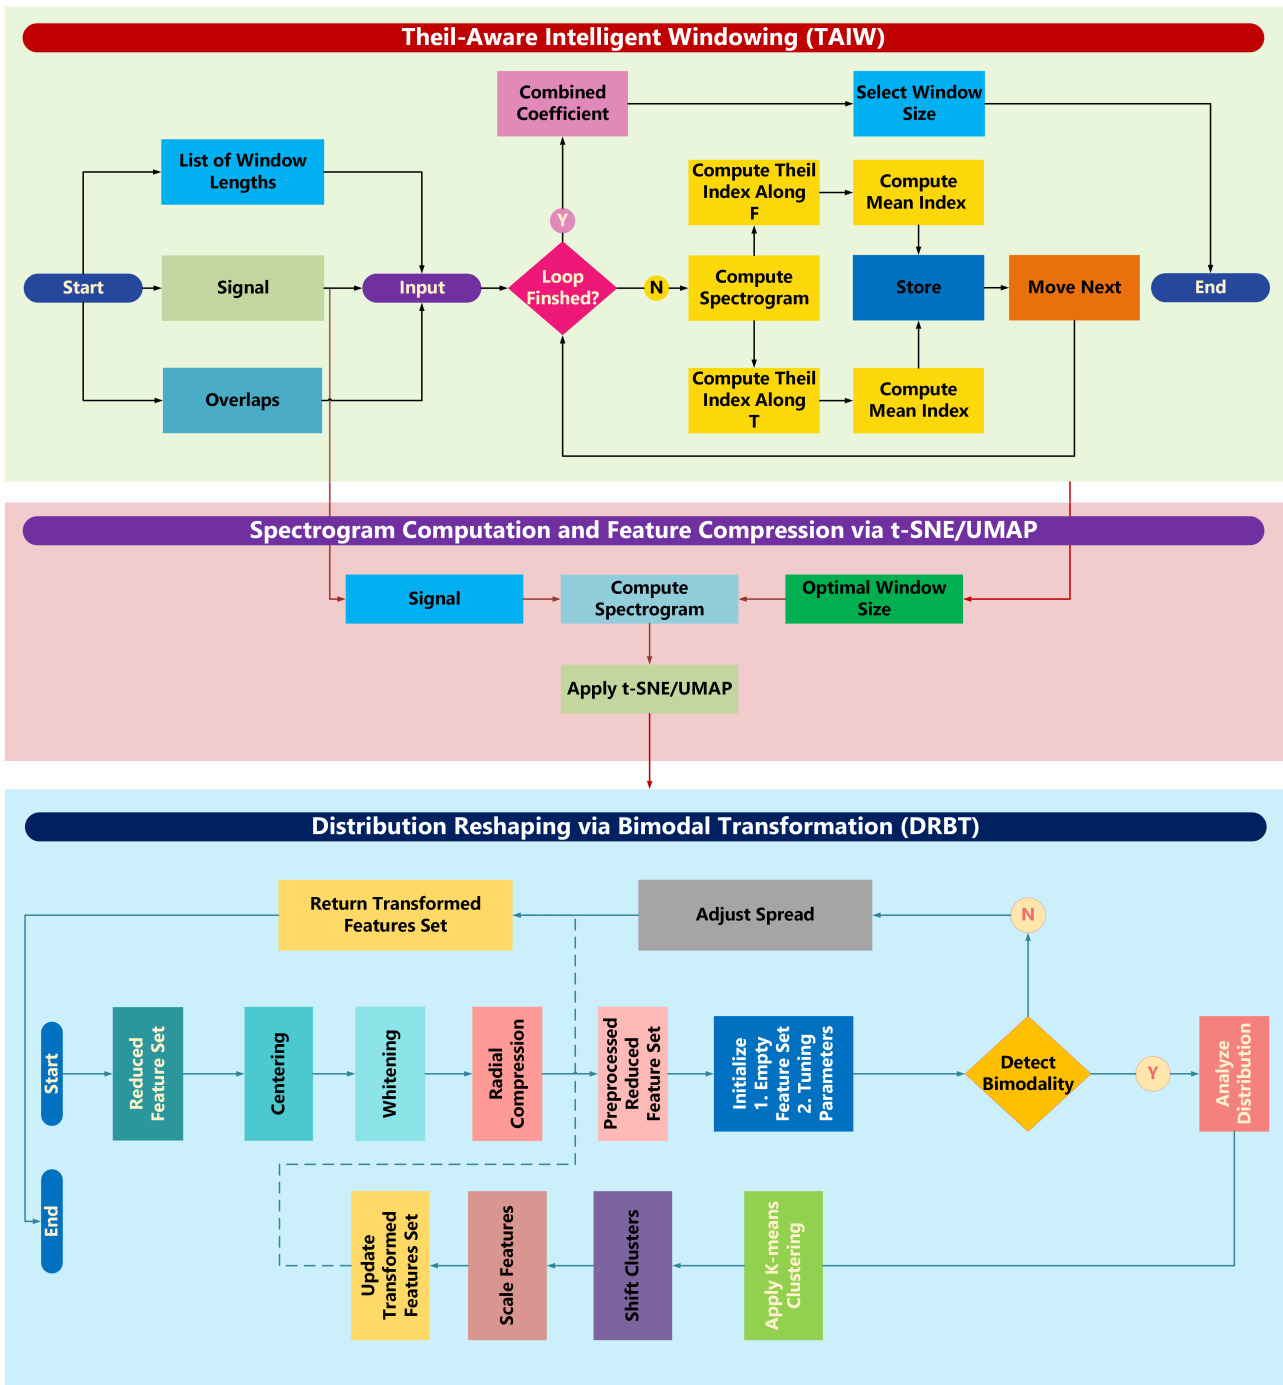 Theil-Aware Intelligent Windowing (TAIW)
Combined
Coefficient
Select Window
Size
List of Window
Lengths
Compute Theil
Index Along
F
Compute
Mean Index
Y
Start
Signal
Input
Loop
Finshed?
N
Compute
Spectrogram
Store
Move Next
End
Overlaps
Compute Theil
Index Along
T
Compute
Mean Index
Spectrogram Computation and Feature Compression via t-SNE/UMAP
Signal
Compute
Spectrogram
Optimal Window
Size
Apply t-SNE/UMAP
Distribution Reshaping via Bimodal Transformation (DRBT)
Return Transformed
Features Set
Adjust Spread
N
Start
Reduced
Feature Set
Centering
Whitening
Radial
Compression
Preprocessed
Reduced
Feature Set
Initialize
1. Empty
Feature Set
2. Tuning
Parameters
Detect
Bimodality
Y
Analyze
Distribution
End
Update
Transformed
Features Set
Scale Features
Shift Clusters
Apply K-means
Clustering